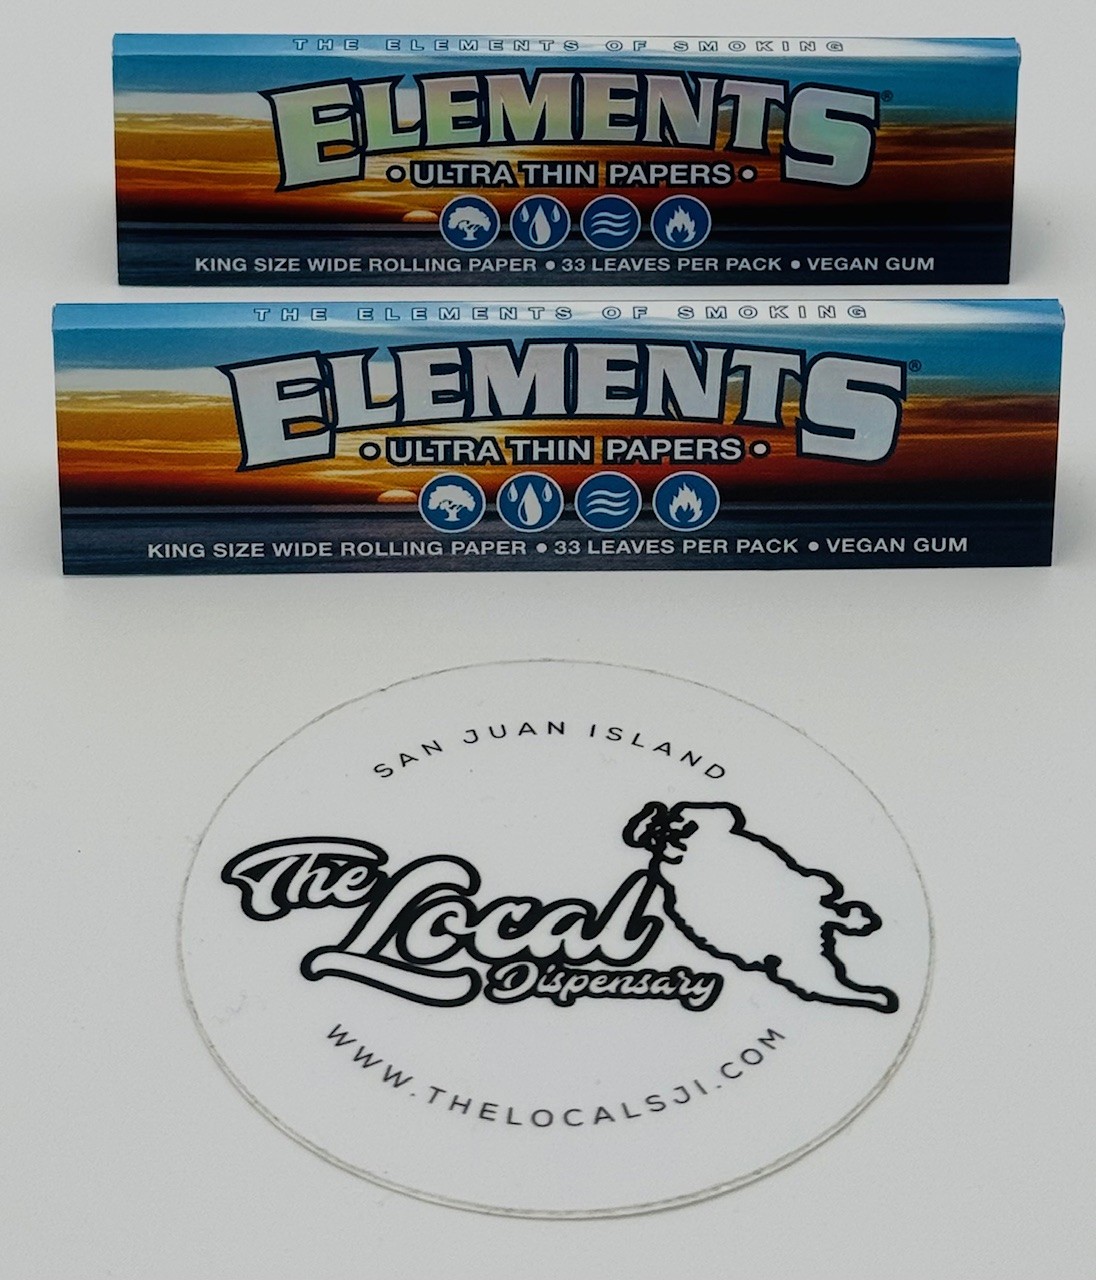 THE ELEMENTS OF SMOKING
ELEMENTS®
• ULTRA THIN PAPERS •
KING SIZE WIDE ROLLING PAPER • 33 LEAVES PER PACK • VEGAN GUM
THE ELEMENTS OF SMOKING
ELEMENTS®
• ULTRA THIN PAPERS •
KING SIZE WIDE ROLLING PAPER • 33 LEAVES PER PACK • VEGAN GUM
SAN JUAN ISLAND
The Local
Dispensary
WWW.THELOCALSJI.COM